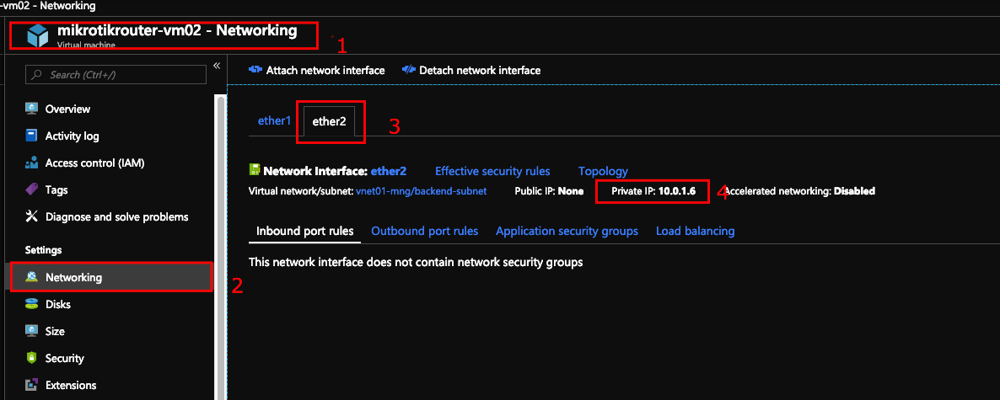 -vm02 - Networking
mikrotikrouter-vm02 - Networking
Virtual machine
1
Search (Ctrl+/)
«
Attach network interface
Detach network interface
Overview
Activity log
Access control (IAM)
Tags
Diagnose and solve problems
Settings
Networking
2
Disks
Size
Security
Extensions
ether1
ether2
3
Network Interface: ether2
Effective security rules
Topology
Virtual network/subnet: vnet01-mng/backend-subnet
Public IP: None
Private IP: 10.0.1.6
4
Accelerated networking: Disabled
Inbound port rules
Outbound port rules
Application security groups
Load balancing
This network interface does not contain network security groups